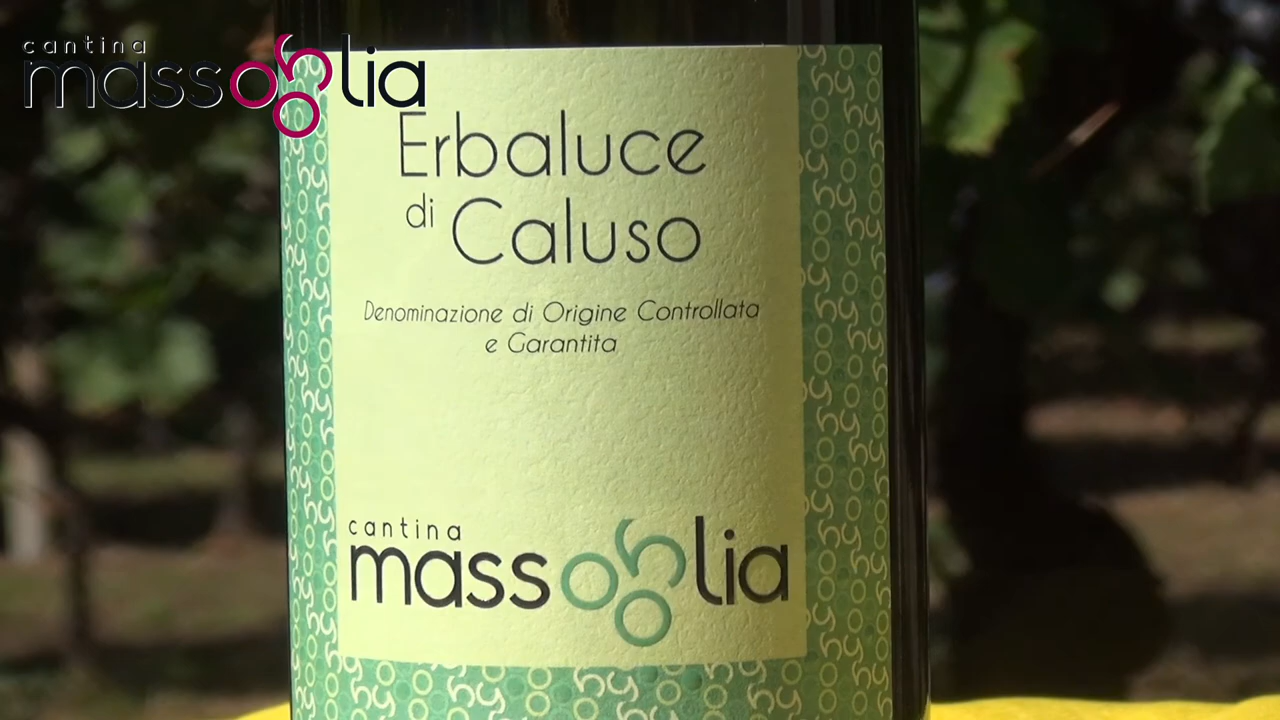 cantina
massoglia
Erbaluce
di Caluso
Denominazione di Origine Controllata
e Garantita
cantina
massoglia